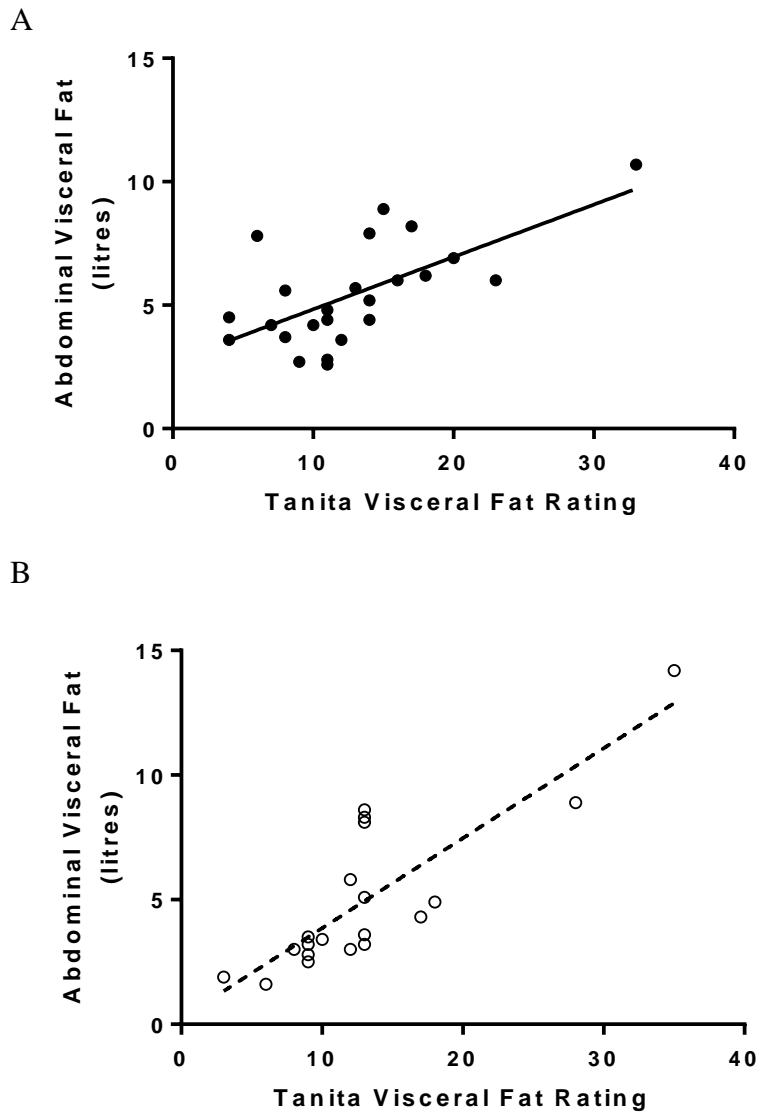 A
15
10
5
0
Abdominal Visceral Fat
(litres)
0 10 20 30 40
Tanita Visceral Fat Rating
B
15
10
5
0
Abdominal Visceral Fat
(litres)
0 10 20 30 40
Tanita Visceral Fat Rating